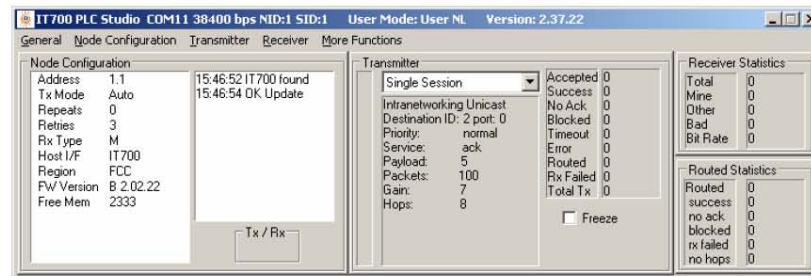 IT700 PLC Studio COM11 38400 bps NID:1 SID:1 User Mode: User NL Version: 2.37.22
General Node Configuration Transmitter Receiver More Functions
Node Configuration
Address 1.1
Tx Mode Auto
Repeats 0
Retries 3
Rx Type M
Host I/F IT700
Region FCC
FW Version B 2.02.22
Free Mem 2333
15:46:52 IT700 found
15:46:54 OK Update
Tx / Rx
Transmitter
Single Session
Intranetworking Unicast
Destination ID: 2 port: 0
Priority: normal
Service: ack
Payload: 5
Packets: 100
Gain: 7
Hops: 8
Accepted 0
Success 0
No Ack 0
Blocked 0
Timeout 0
Error 0
Routed 0
Rx Failed 0
Total Tx 0
Freeze
Receiver Statistics
Total 0
Mine 0
Other 0
Bad 0
Bit Rate 0
Routed Statistics
Routed 0
success 0
no ack 0
blocked 0
rx failed 0
no hops 0